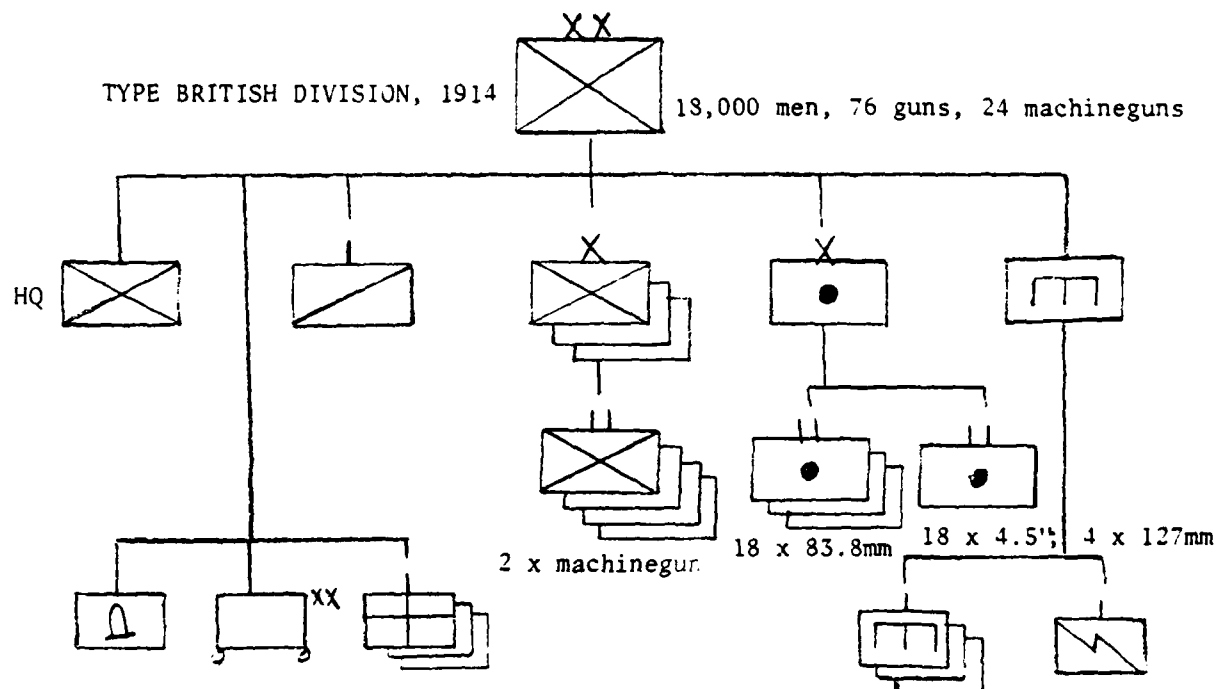 XX
TYPE BRITISH DIVISION, 1914
18,000 men, 76 guns, 24 machineguns
X
X
HQ
2 x machinegun
18 x 83.8mm
18 x 4.5"; 4 x 127mm
XX